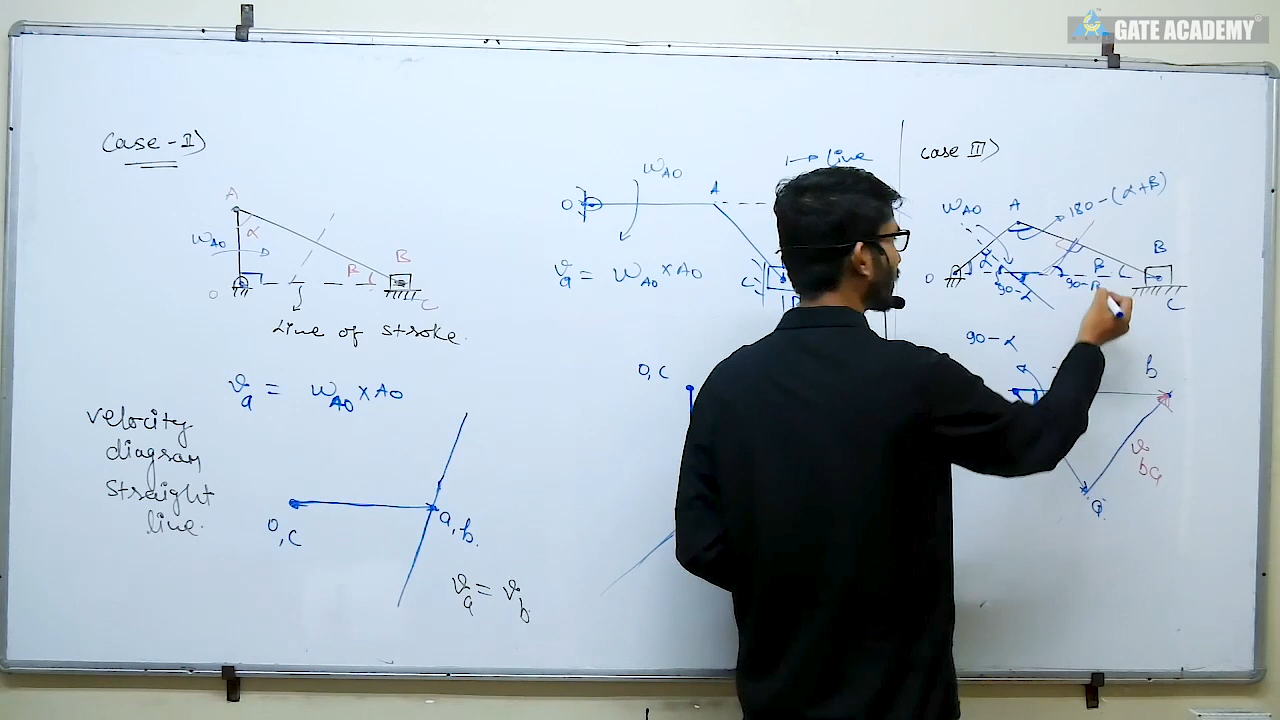 GATE ACADEMY
Case-II)
A
ω_AO
α
O
β
B
C
Line of stroke.
v_a = ω_AO × AO
velocity
diagram
straight
line.
o, c
a, b.
v_a = v_b
→ Line
ω_AO
O
A
v_a = ω_AO × AO
C
o, c
Case III)
ω_AO
A
180-(α+β)
O
α
β
B
C
90-α
90-β
90-α
b
v_ba
a